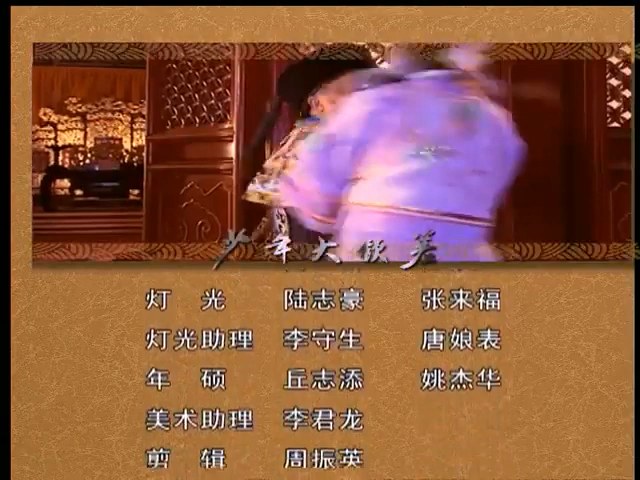 少年大钦差
灯 光 陆志豪 张来福
灯光助理 李守生 唐娘表
年 硕 丘志添 姚杰华
美术助理 李君龙
剪 辑 周振英